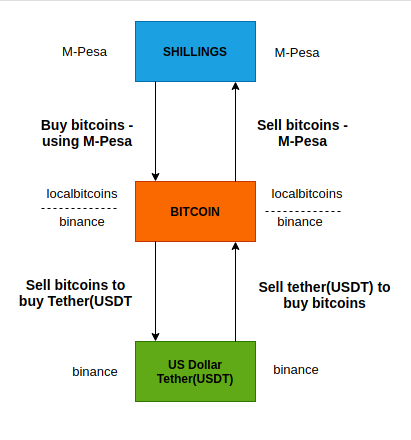 M-Pesa SHILLINGS M-Pesa
Buy bitcoins - Sell bitcoins -
using M-Pesa M-Pesa
localbitcoins localbitcoins
binance BITCOIN binance
Sell bitcoins to Sell tether(USDT) to
buy Tether(USDT buy bitcoins
binance US Dollar binance
Tether(USDT)